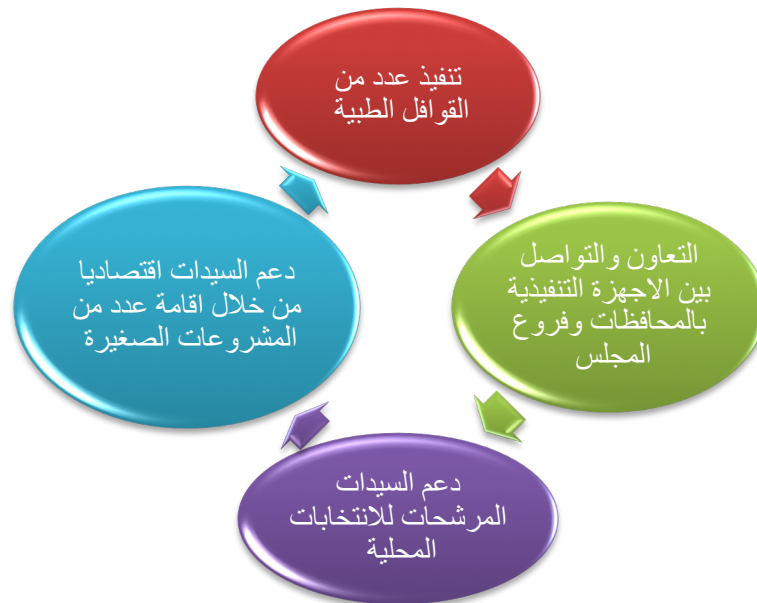 تنفيذ عدد من
القوافل الطبية
التعاون والتواصل
بين الاجهزة التنفيذية
بالمحافظات وفروع
المجلس
دعم السيدات
المرشحات للانتخابات
المحلية
دعم السيدات اقتصاديا
من خلال اقامة عدد من
المشروعات الصغيرة